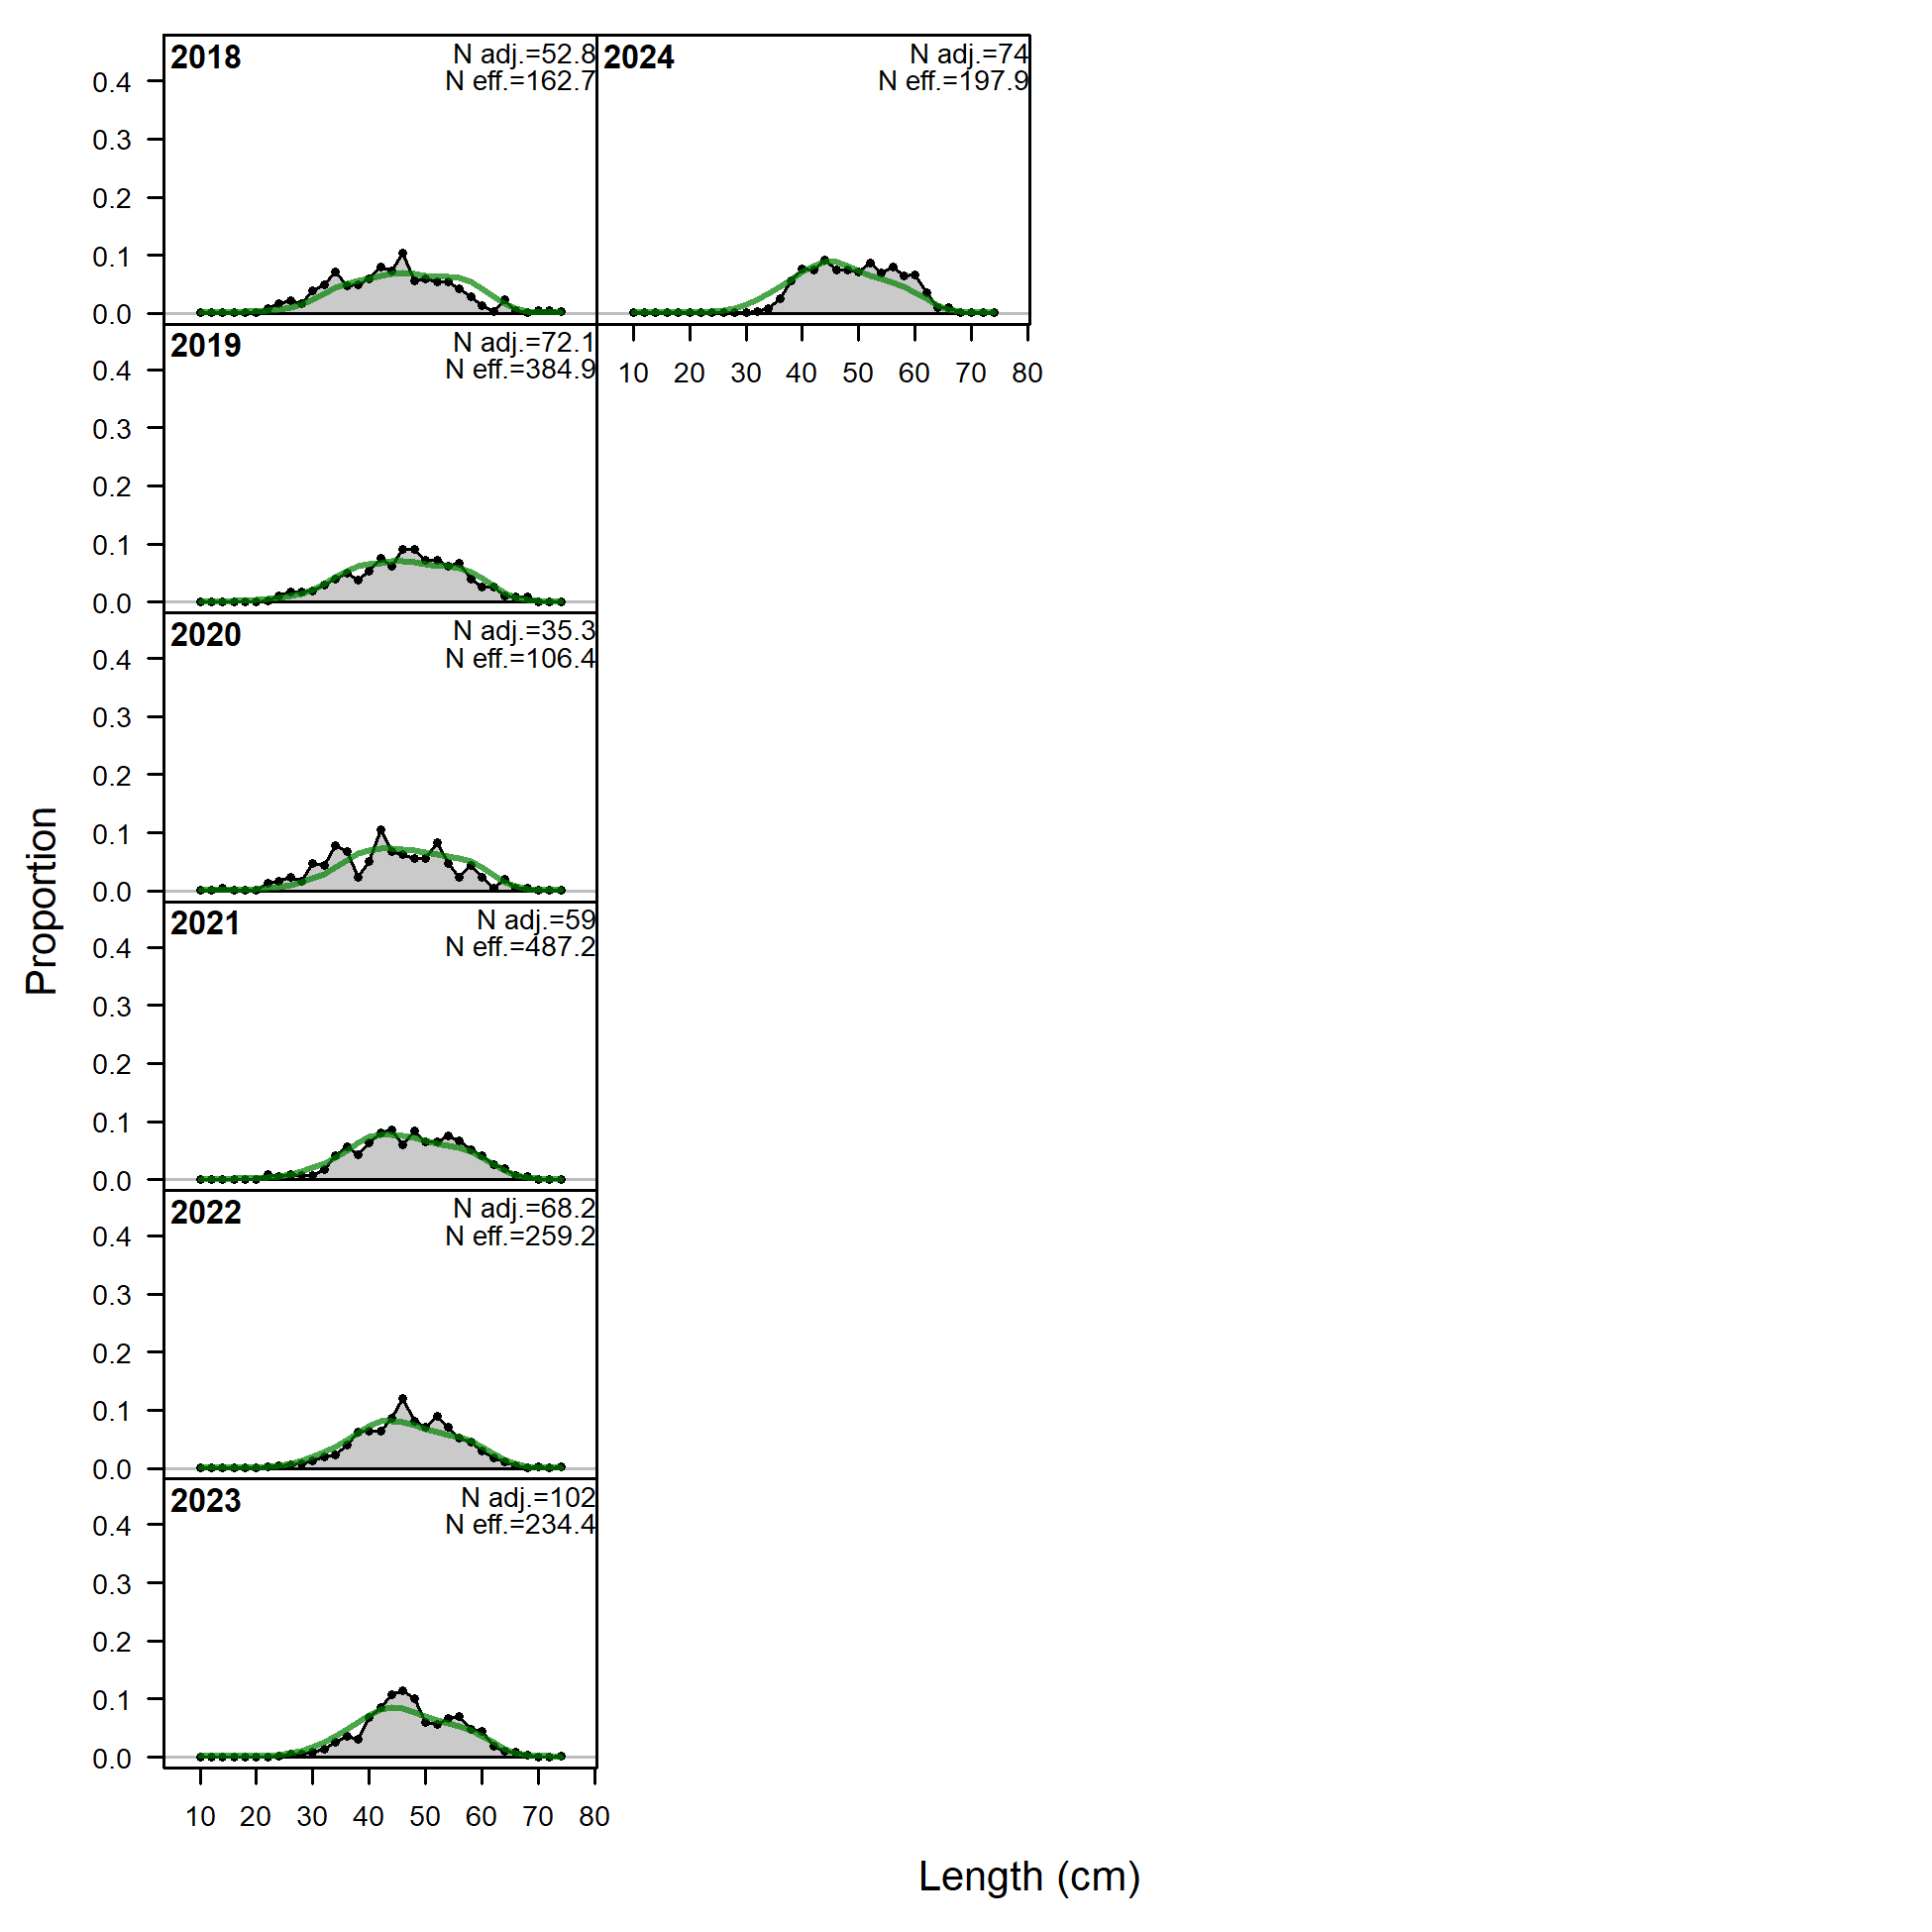 2018
N adj.=52.8
N eff.=162.7
0.4
0.3
0.2
0.1
0.0
2024
N adj.=74
N eff.=197.9
10 20 30 40 50 60 70 80
2019
N adj.=72.1
N eff.=384.9
0.4
0.3
0.2
0.1
0.0
2020
N adj.=35.3
N eff.=106.4
0.4
0.3
0.2
0.1
0.0
2021
N adj.=59
N eff.=487.2
0.4
0.3
0.2
0.1
0.0
2022
N adj.=68.2
N eff.=259.2
0.4
0.3
0.2
0.1
0.0
2023
N adj.=102
N eff.=234.4
0.4
0.3
0.2
0.1
0.0
10 20 30 40 50 60 70 80
Proportion
Length (cm)